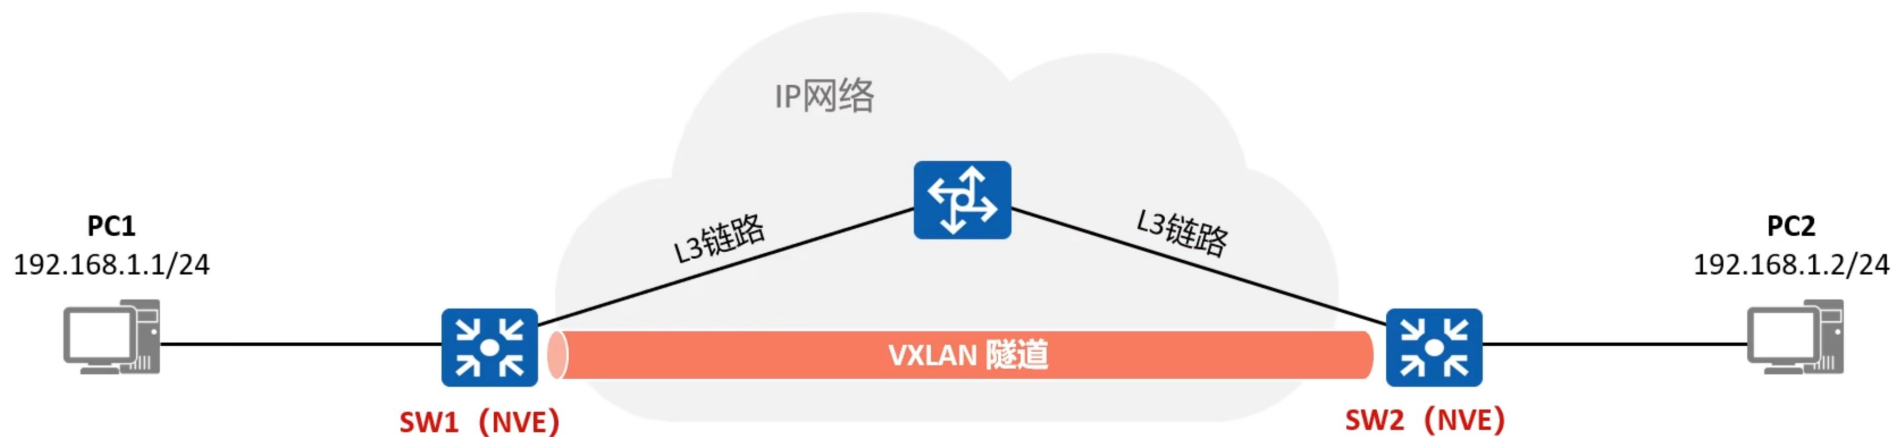 IP网络
L3链路
L3链路
PC1
192.168.1.1/24
PC2
192.168.1.2/24
VXLAN 隧道
SW1（NVE）
SW2（NVE）